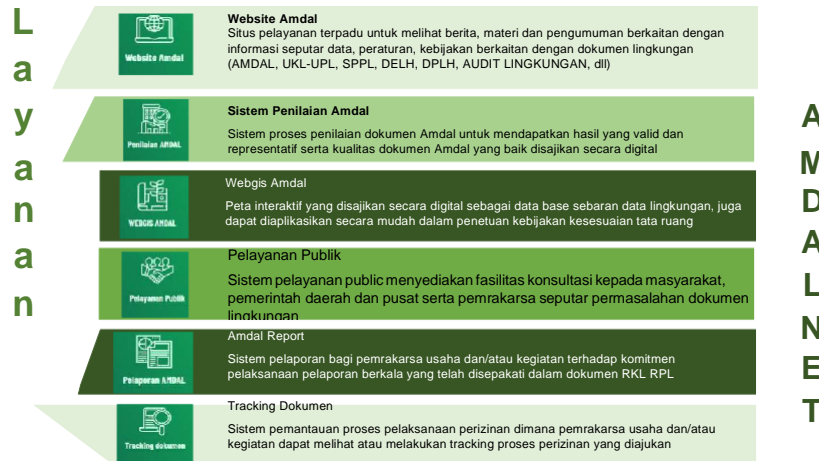 Layanan
Website Amdal
Website Amdal
Situs pelayanan terpadu untuk melihat berita, materi dan pengumuman berkaitan dengan
informasi seputar data, peraturan, kebijakan berkaitan dengan dokumen lingkungan
(AMDAL, UKL-UPL, SPPL, DELH, DPLH, AUDIT LINGKUNGAN, dll)
Penilaian AMDAL
Sistem Penilaian Amdal
Sistem proses penilaian dokumen Amdal untuk mendapatkan hasil yang valid dan
representatif serta kualitas dokumen Amdal yang baik disajikan secara digital
WEBGIS AMDAL
Webgis Amdal
Peta interaktif yang disajikan secara digital sebagai data base sebaran data lingkungan, juga
dapat diaplikasikan secara mudah dalam penetuan kebijakan kesesuaian tata ruang
Pelayanan Publik
Pelayanan Publik
Sistem pelayanan public menyediakan fasilitas konsultasi kepada masyarakat,
pemerintah daerah dan pusat serta pemrakarsa seputar permasalahan dokumen
lingkungan
Pelaporan AMDAL
Amdal Report
Sistem pelaporan bagi pemrakarsa usaha dan/atau kegiatan terhadap komitmen
pelaksanaan pelaporan berkala yang telah disepakati dalam dokumen RKL RPL
Tracking dokumen
Tracking Dokumen
Sistem pemantauan proses pelaksanaan perizinan dimana pemrakarsa usaha dan/atau
kegiatan dapat melihat atau melakukan tracking proses perizinan yang diajukan
AMDALNET